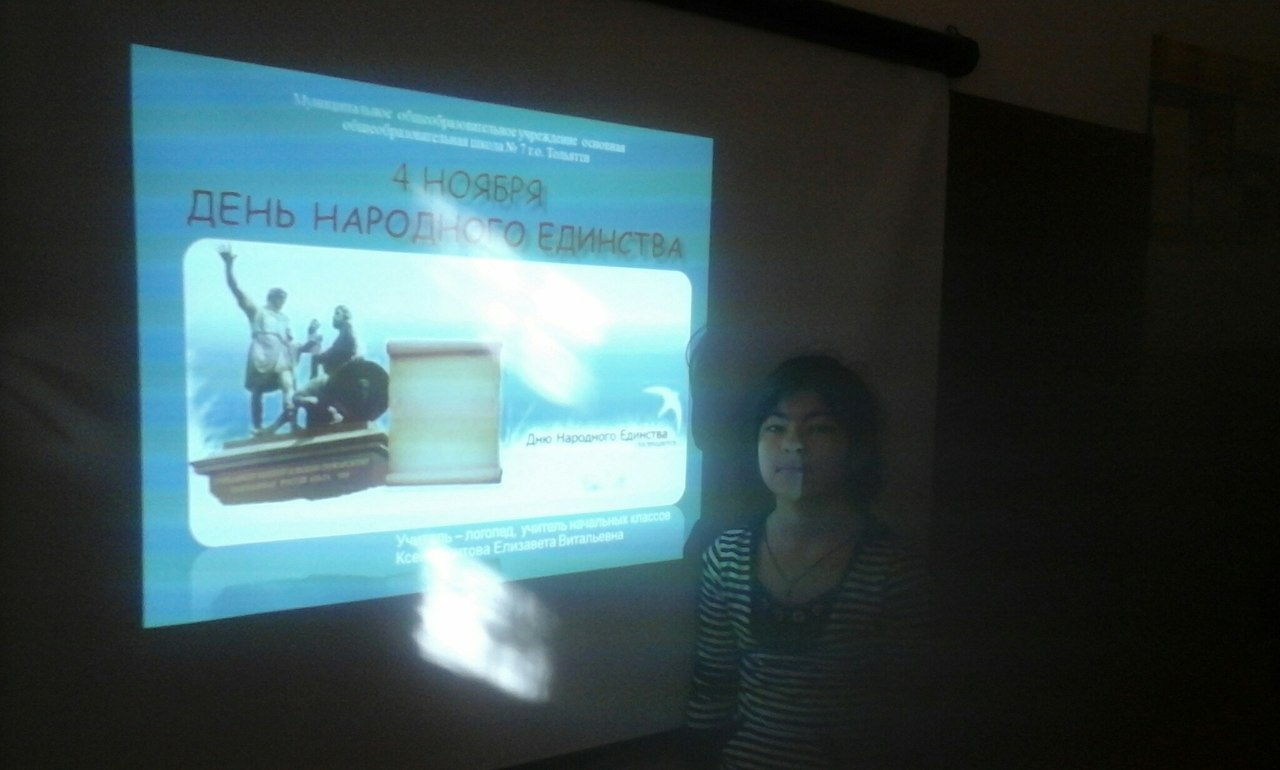 Муниципальное общеобразовательное учреждение основная
общеобразовательная школа № 7 г.о. Тольятти
4 НОЯБРЯ
ДЕНЬ НАРОДНОГО ЕДИНСТВА
Дню Народного Единства
посвящается
Учитель – логопед, учитель начальных классов
Елизавета Витальевна